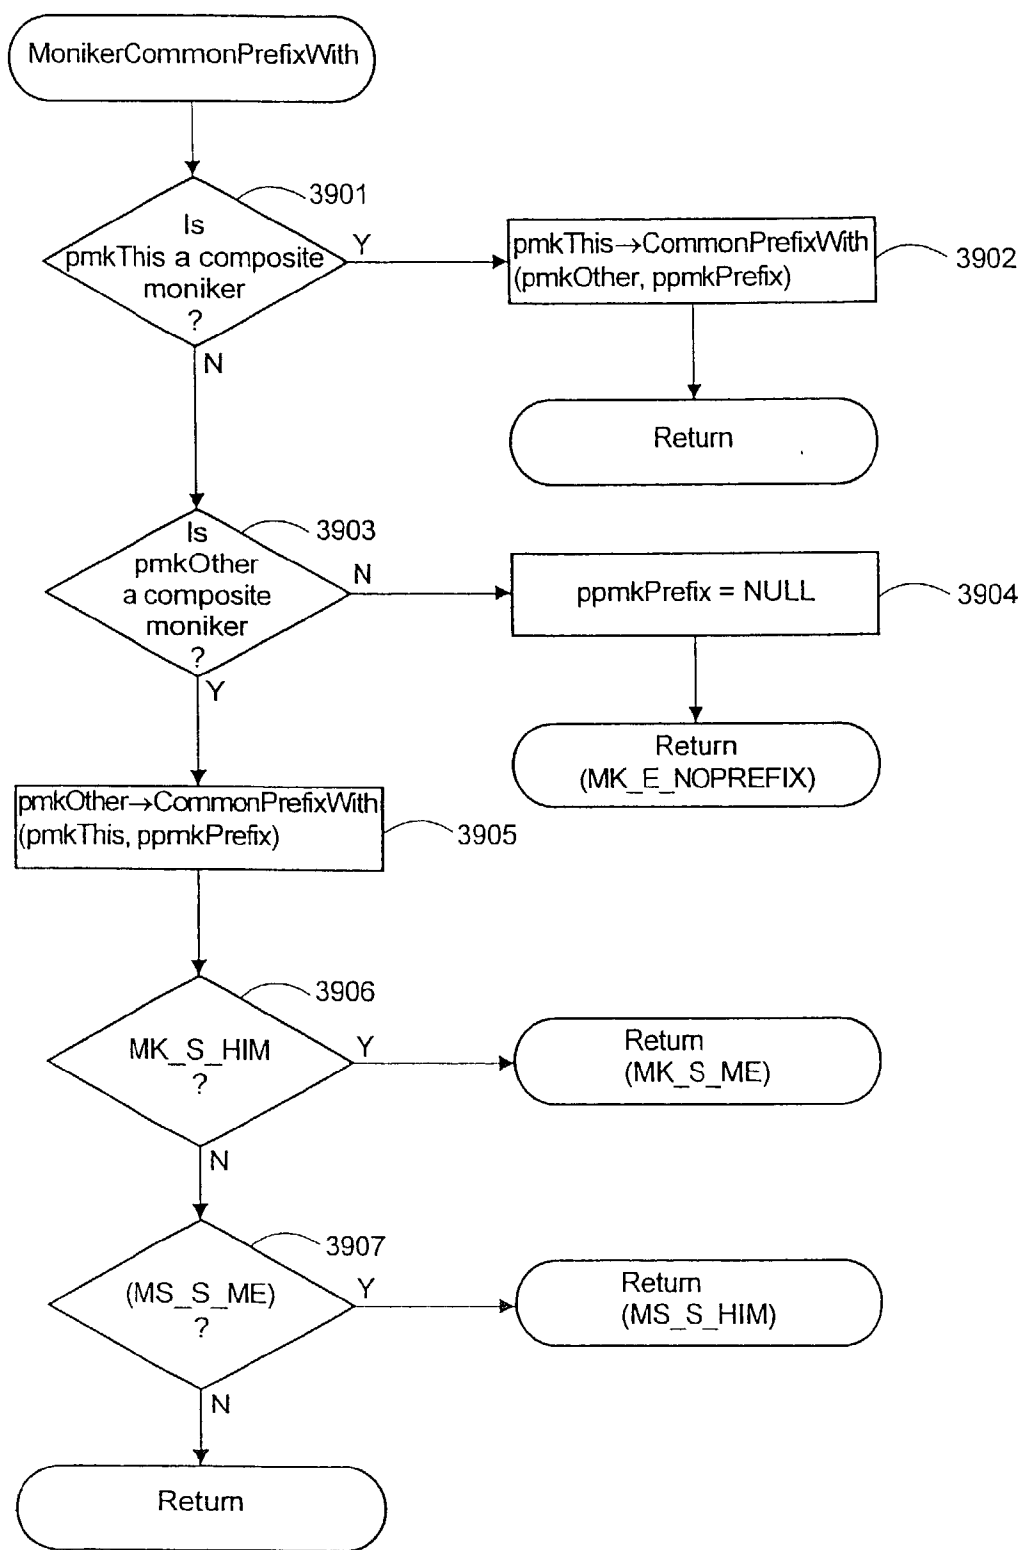 MonikerCommonPrefixWith
3901
Is
pmkThis a composite
moniker
?
Y
pmkThis→CommonPrefixWith
(pmkOther, ppmkPrefix)
3902
N
Return
3903
Is
pmkOther
a composite
moniker
?
N
ppmkPrefix = NULL
3904
Y
Return
(MK_E_NOPREFIX)
pmkOther→CommonPrefixWith
(pmkThis, ppmkPrefix)
3905
3906
MK_S_HIM
?
Y
Return
(MK_S_ME)
N
3907
(MS_S_ME)
?
Y
Return
(MS_S_HIM)
N
Return